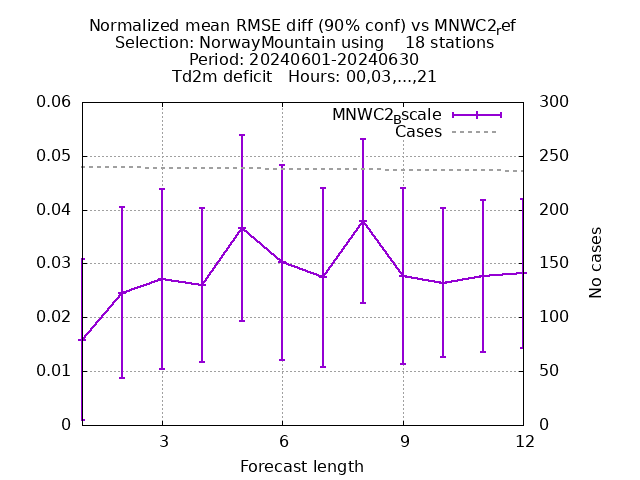 Normalized mean RMSE diff (90% conf) vs MNWC2_ref
Selection: NorwayMountain using 18 stations
Period: 20240601-20240630
Td2m deficit Hours: 00,03,...,21
MNWC2_Bscale
Cases
0.06
0.05
0.04
0.03
0.02
0.01
0
300
250
200
150
100
50
0
No cases
3 6 9 12
Forecast length